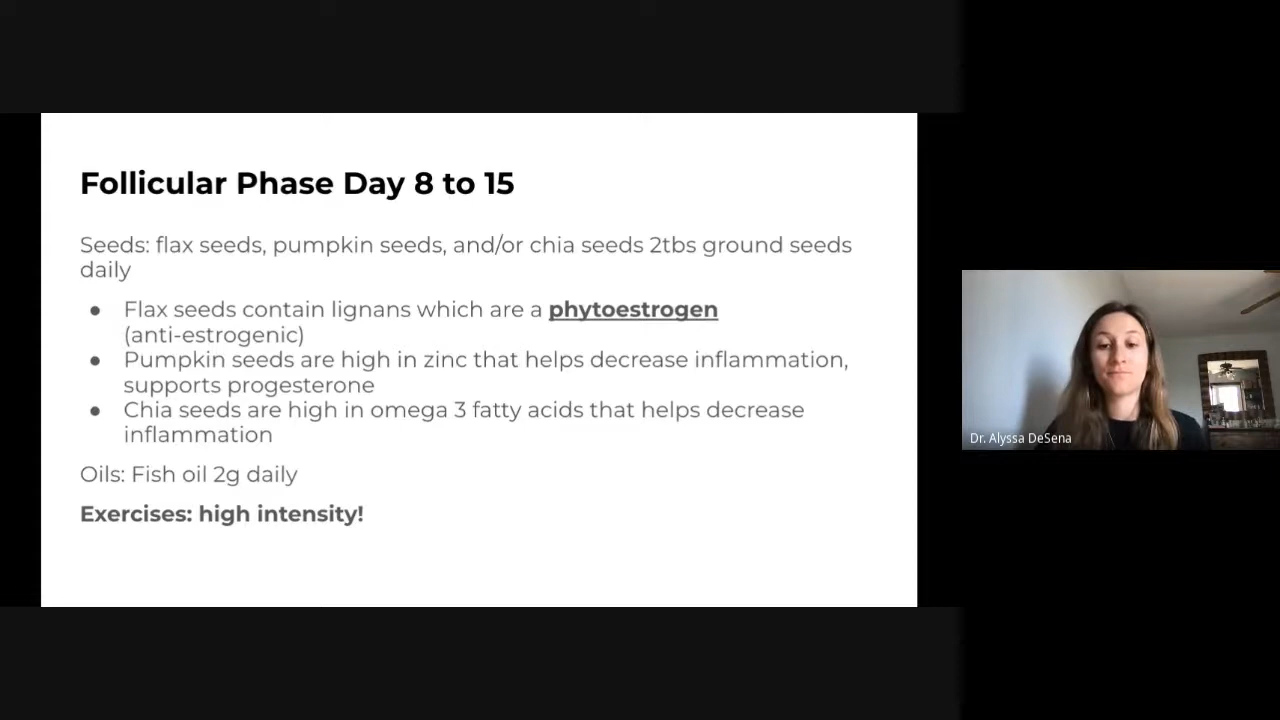 Follicular Phase Day 8 to 15
Seeds: flax seeds, pumpkin seeds, and/or chia seeds 2tbs ground seeds
daily
● Flax seeds contain lignans which are a phytoestrogen
(anti-estrogenic)
● Pumpkin seeds are high in zinc that helps decrease inflammation,
supports progesterone
● Chia seeds are high in omega 3 fatty acids that helps decrease
inflammation
Oils: Fish oil 2g daily
Exercises: high intensity!
Dr. Alyssa DeSena